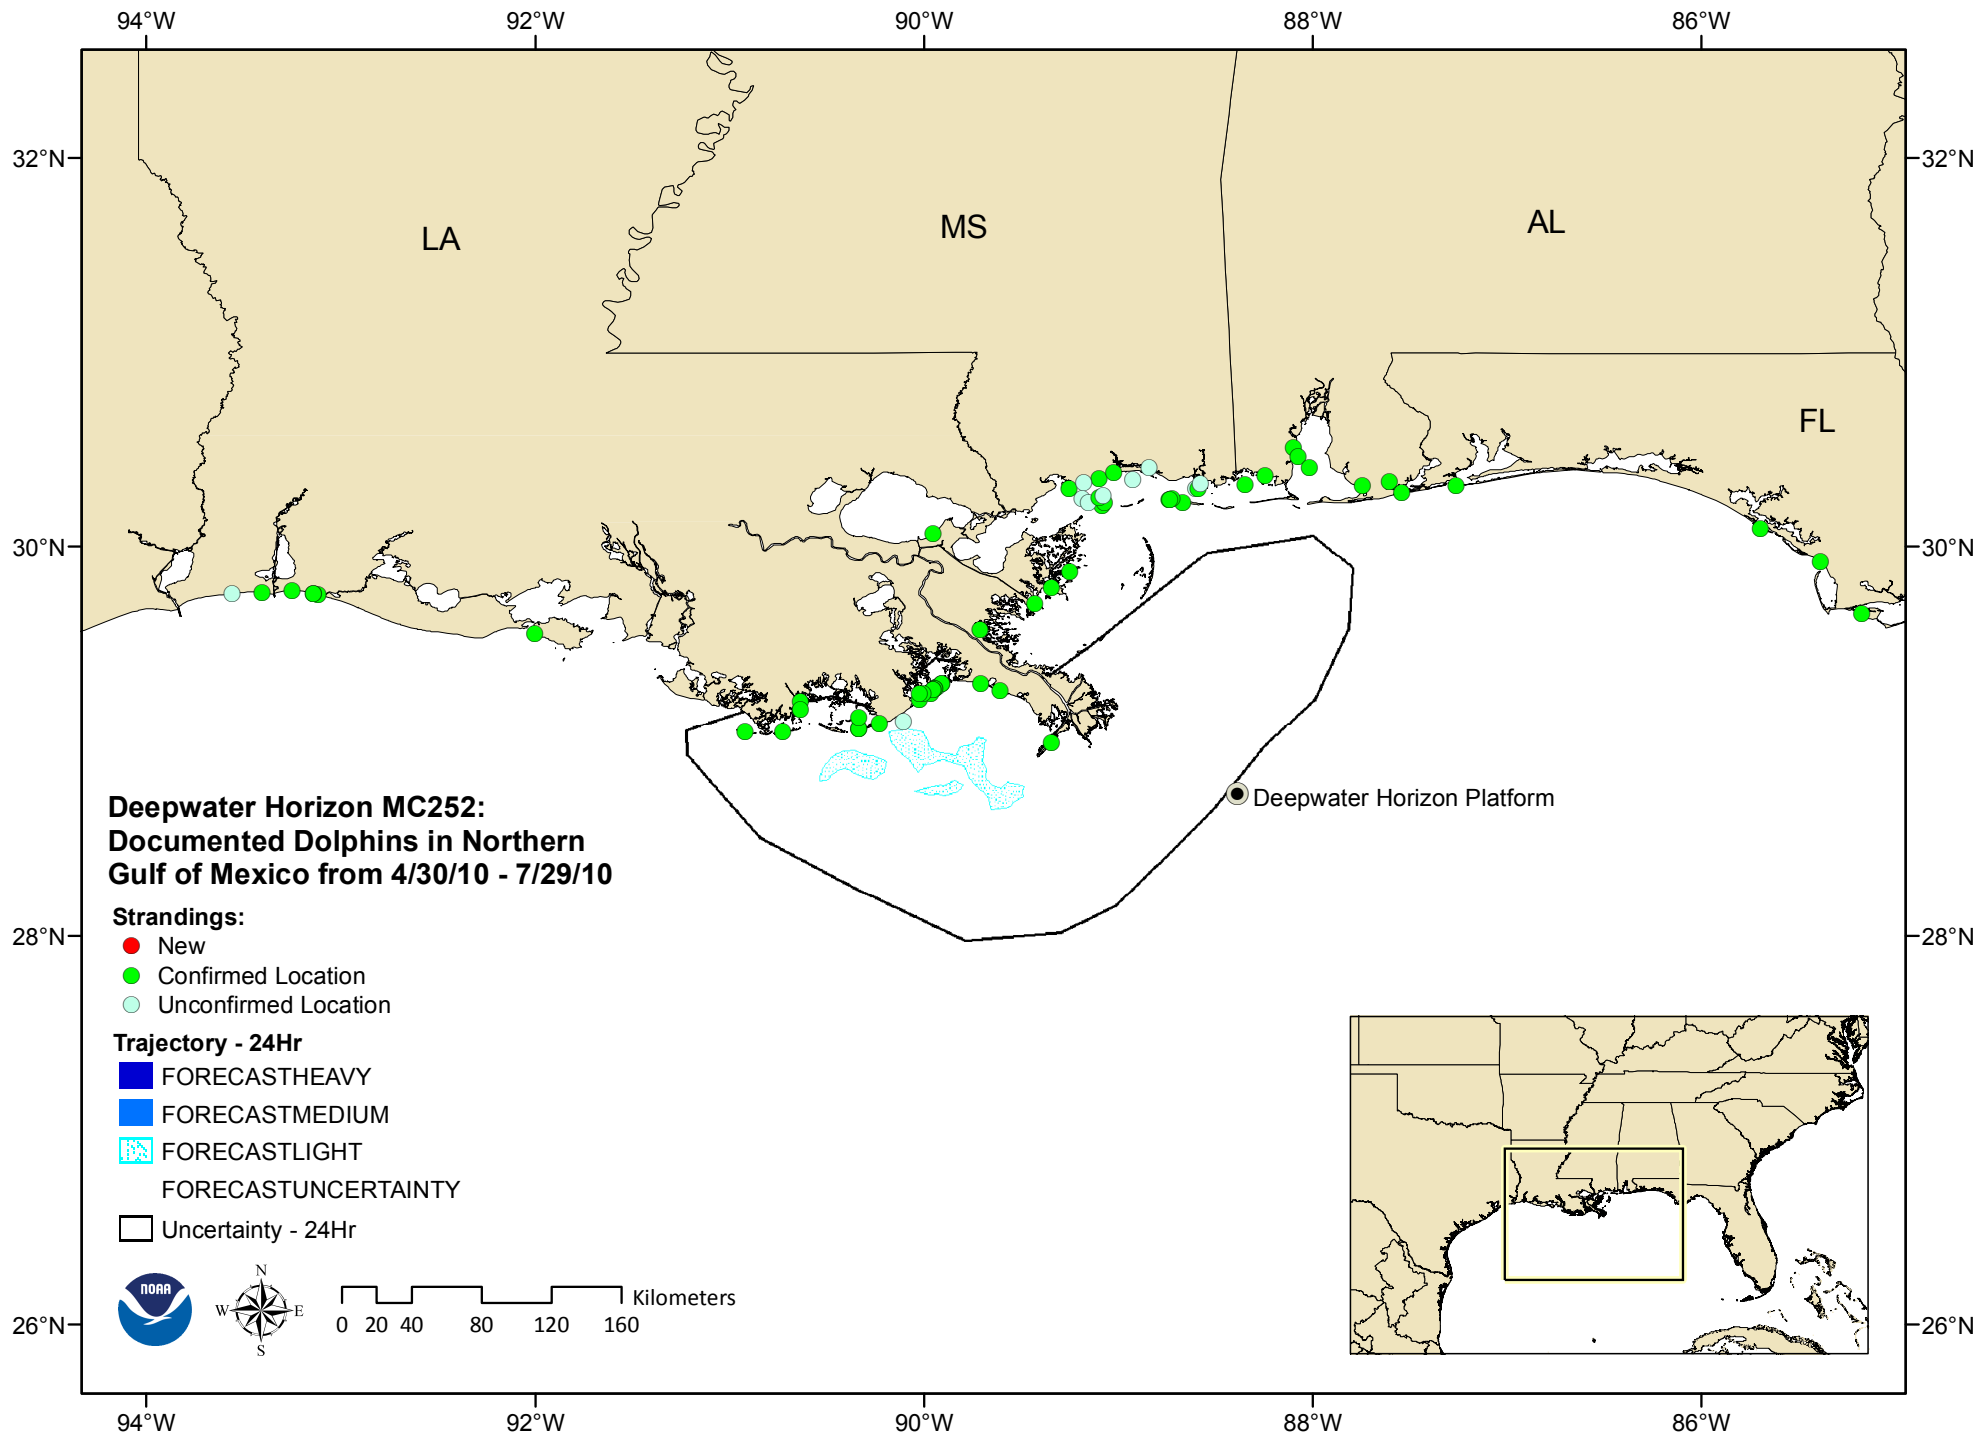 94°W 92°W 90°W 88°W 86°W
32°N 32°N
LA MS AL
FL
30°N 30°N
Deepwater Horizon Platform
Deepwater Horizon MC252:
Documented Dolphins in Northern
Gulf of Mexico from 4/30/10 - 7/29/10
Strandings:
28°N 28°N
New
Confirmed Location
Unconfirmed Location
Trajectory - 24Hr
FORECASTHEAVY
FORECASTMEDIUM
FORECASTLIGHT
FORECASTUNCERTAINTY
Uncertainty - 24Hr
NOAA
N
W E
S
Kilometers
0 20 40 80 120 160
26°N 26°N
94°W 92°W 90°W 88°W 86°W